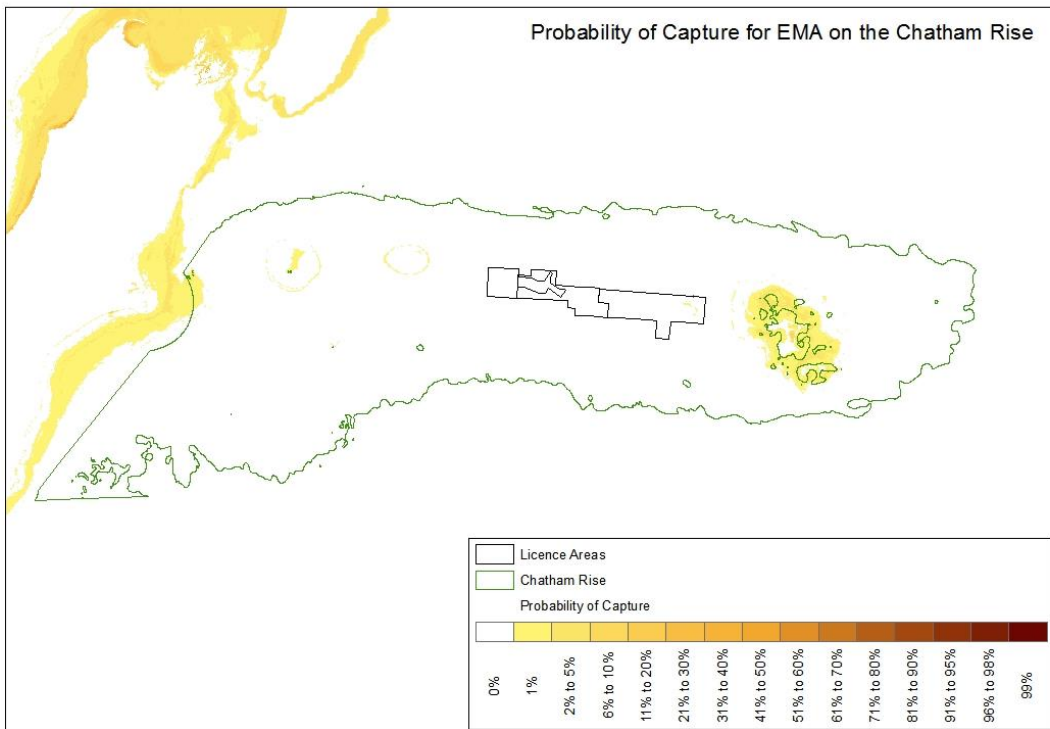 Probability of Capture for EMA on the Chatham Rise
Licence Areas
Chatham Rise
Probability of Capture
0%
1%
2% to 5%
6% to 10%
11% to 20%
21% to 30%
31% to 40%
41% to 50%
51% to 60%
61% to 70%
71% to 80%
81% to 90%
91% to 95%
96% to 98%
99%